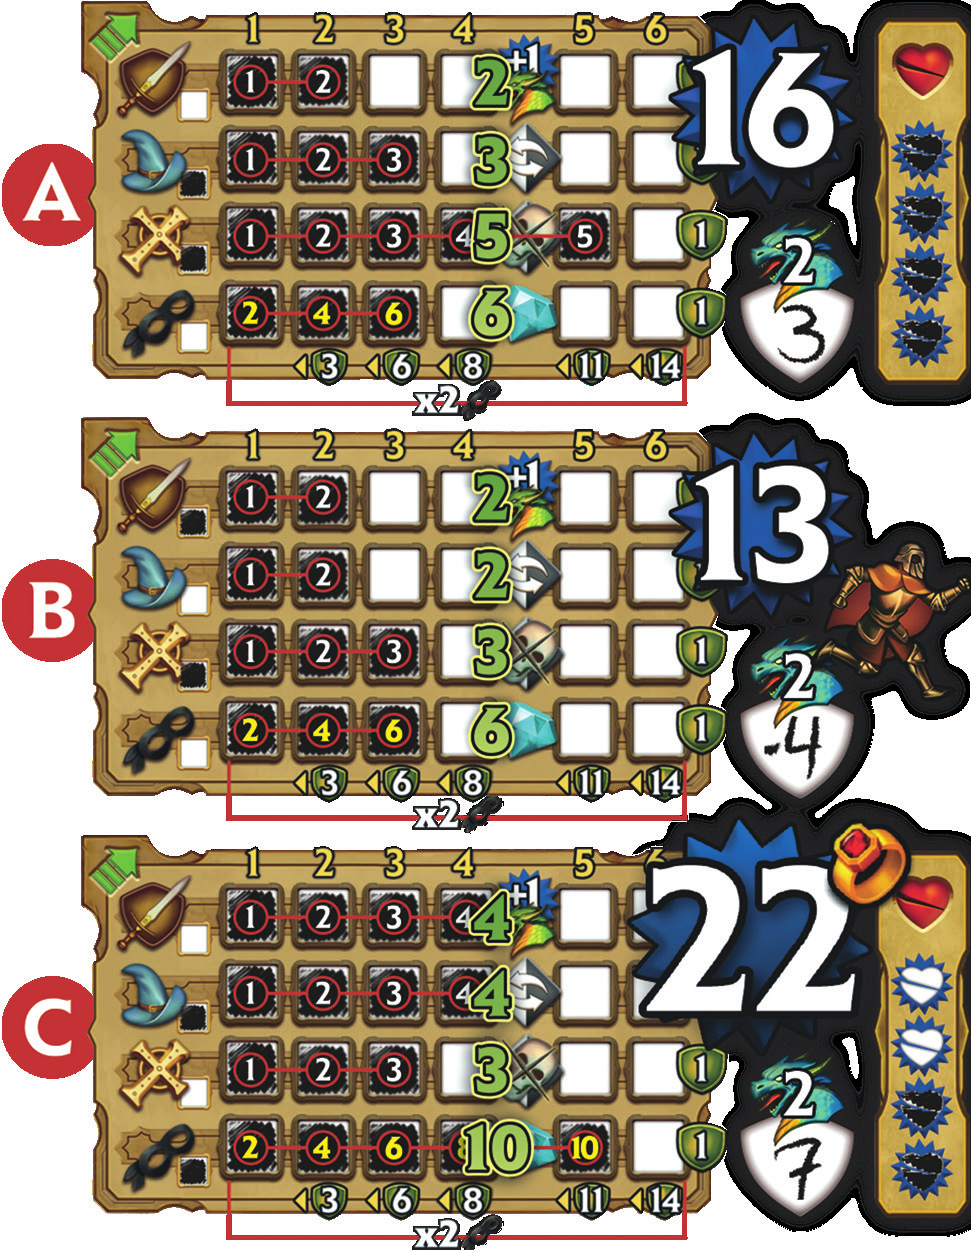 1 2 3 4 5 6
1 2 2 +1 16
A
1 2 3 3
1 2 3 4 5 5 1
2
2 4 6 6 1
3
3 6 8 11 14
x2
1 2 3 4 5 6
1 2 2 +1 13
B
1 2 2
1 2 3 3 1
2
2 4 6 6 1
-4
3 6 8 11 14
x2
1 2 3 4 5 6
1 2 3 4 4 +1 22
C
1 2 3 4 4
1 2 3 3 1
2
2 4 6 10 10 1
7
3 6 8 11 14
x2